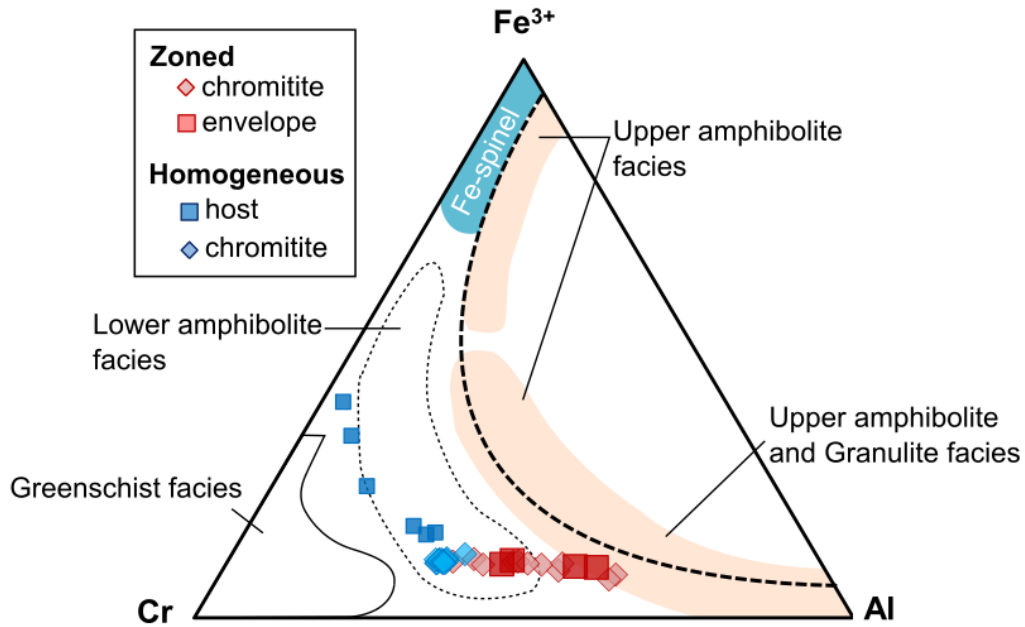 Fe³⁺
Zoned
chromitite
envelope
Homogeneous
host
chromitite
Fe-spinel
Upper amphibolite
facies
Lower amphibolite
facies
Upper amphibolite
and Granulite facies
Greenschist facies
Cr
Al